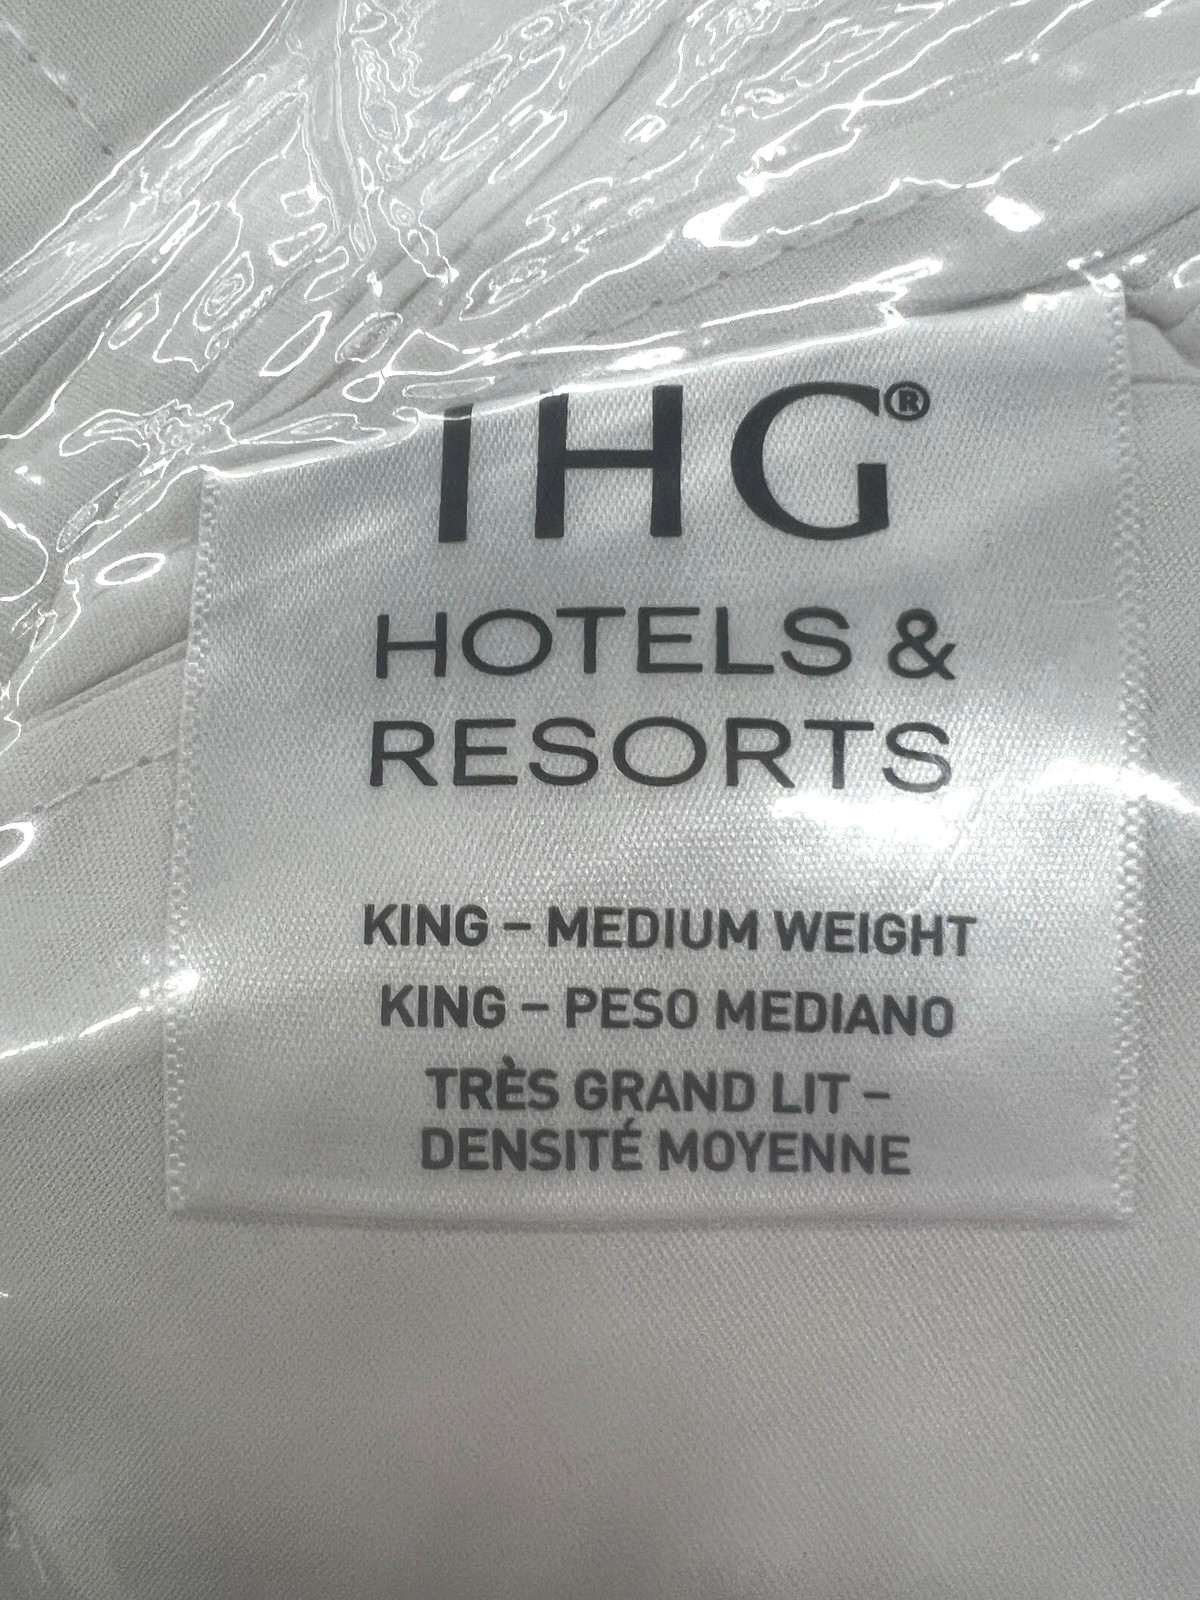 IHG®
HOTELS &
RESORTS
KING – MEDIUM WEIGHT
KING – PESO MEDIANO
TRÈS GRAND LIT –
DENSITÉ MOYENNE